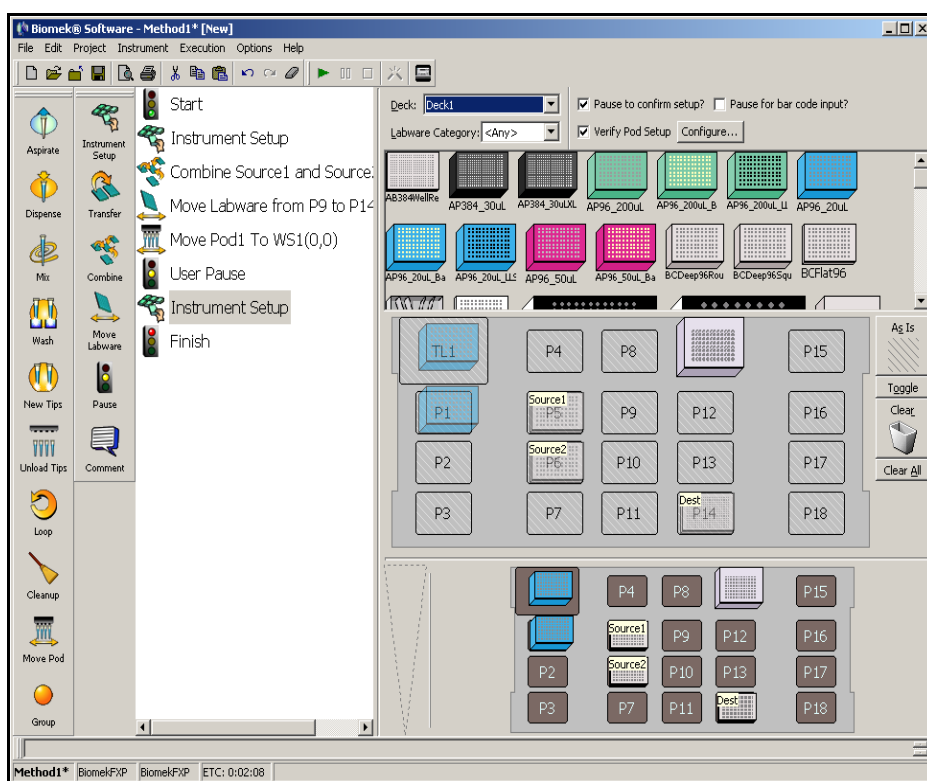 Biomek® Software - Method1* [New]
File Edit Project Instrument Execution Options Help
Aspirate
Dispense
Mix
Wash
New Tips
Unload Tips
Loop
Cleanup
Move Pod
Group
Instrument
Setup
Transfer
Combine
Move
Labware
Pause
Comment
Start
Instrument Setup
Combine Source1 and Source
Move Labware from P9 to P14
Move Pod1 To WS1(0,0)
User Pause
Instrument Setup
Finish
Deck: Deck1
Pause to confirm setup? Pause for bar code input?
Labware Category: <Any>
Verify Pod Setup Configure...
AB384WellRe AP384_30uL AP384_30uLXL AP96_200uL AP96_200uL_B AP96_200uL_LL AP96_20uL
AP96_20uL_Ba AP96_20uL_LLS AP96_50uL AP96_50uL_Ba BCDeep96Rou BCDeep96Squ BCFlat96
TL1 P4 P8 P15
P1 Source1 P5 P9 P12 P16
P2 Source2 P6 P10 P13 P17
P3 P7 P11 Dest P14 P18
As Is
Toggle
Clear
Clear All
P4 P8 P15
Source1 P9 P12 P16
P2 Source2 P10 P13 P17
P3 P7 P11 Dest P18
Method1* BiomekFXP BiomekFXP ETC: 0:02:08